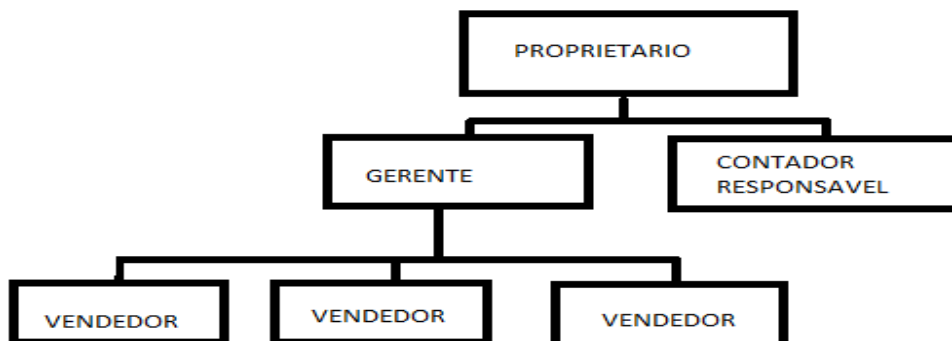 PROPRIETARIO
GERENTE
CONTADOR
RESPONSAVEL
VENDEDOR
VENDEDOR
VENDEDOR